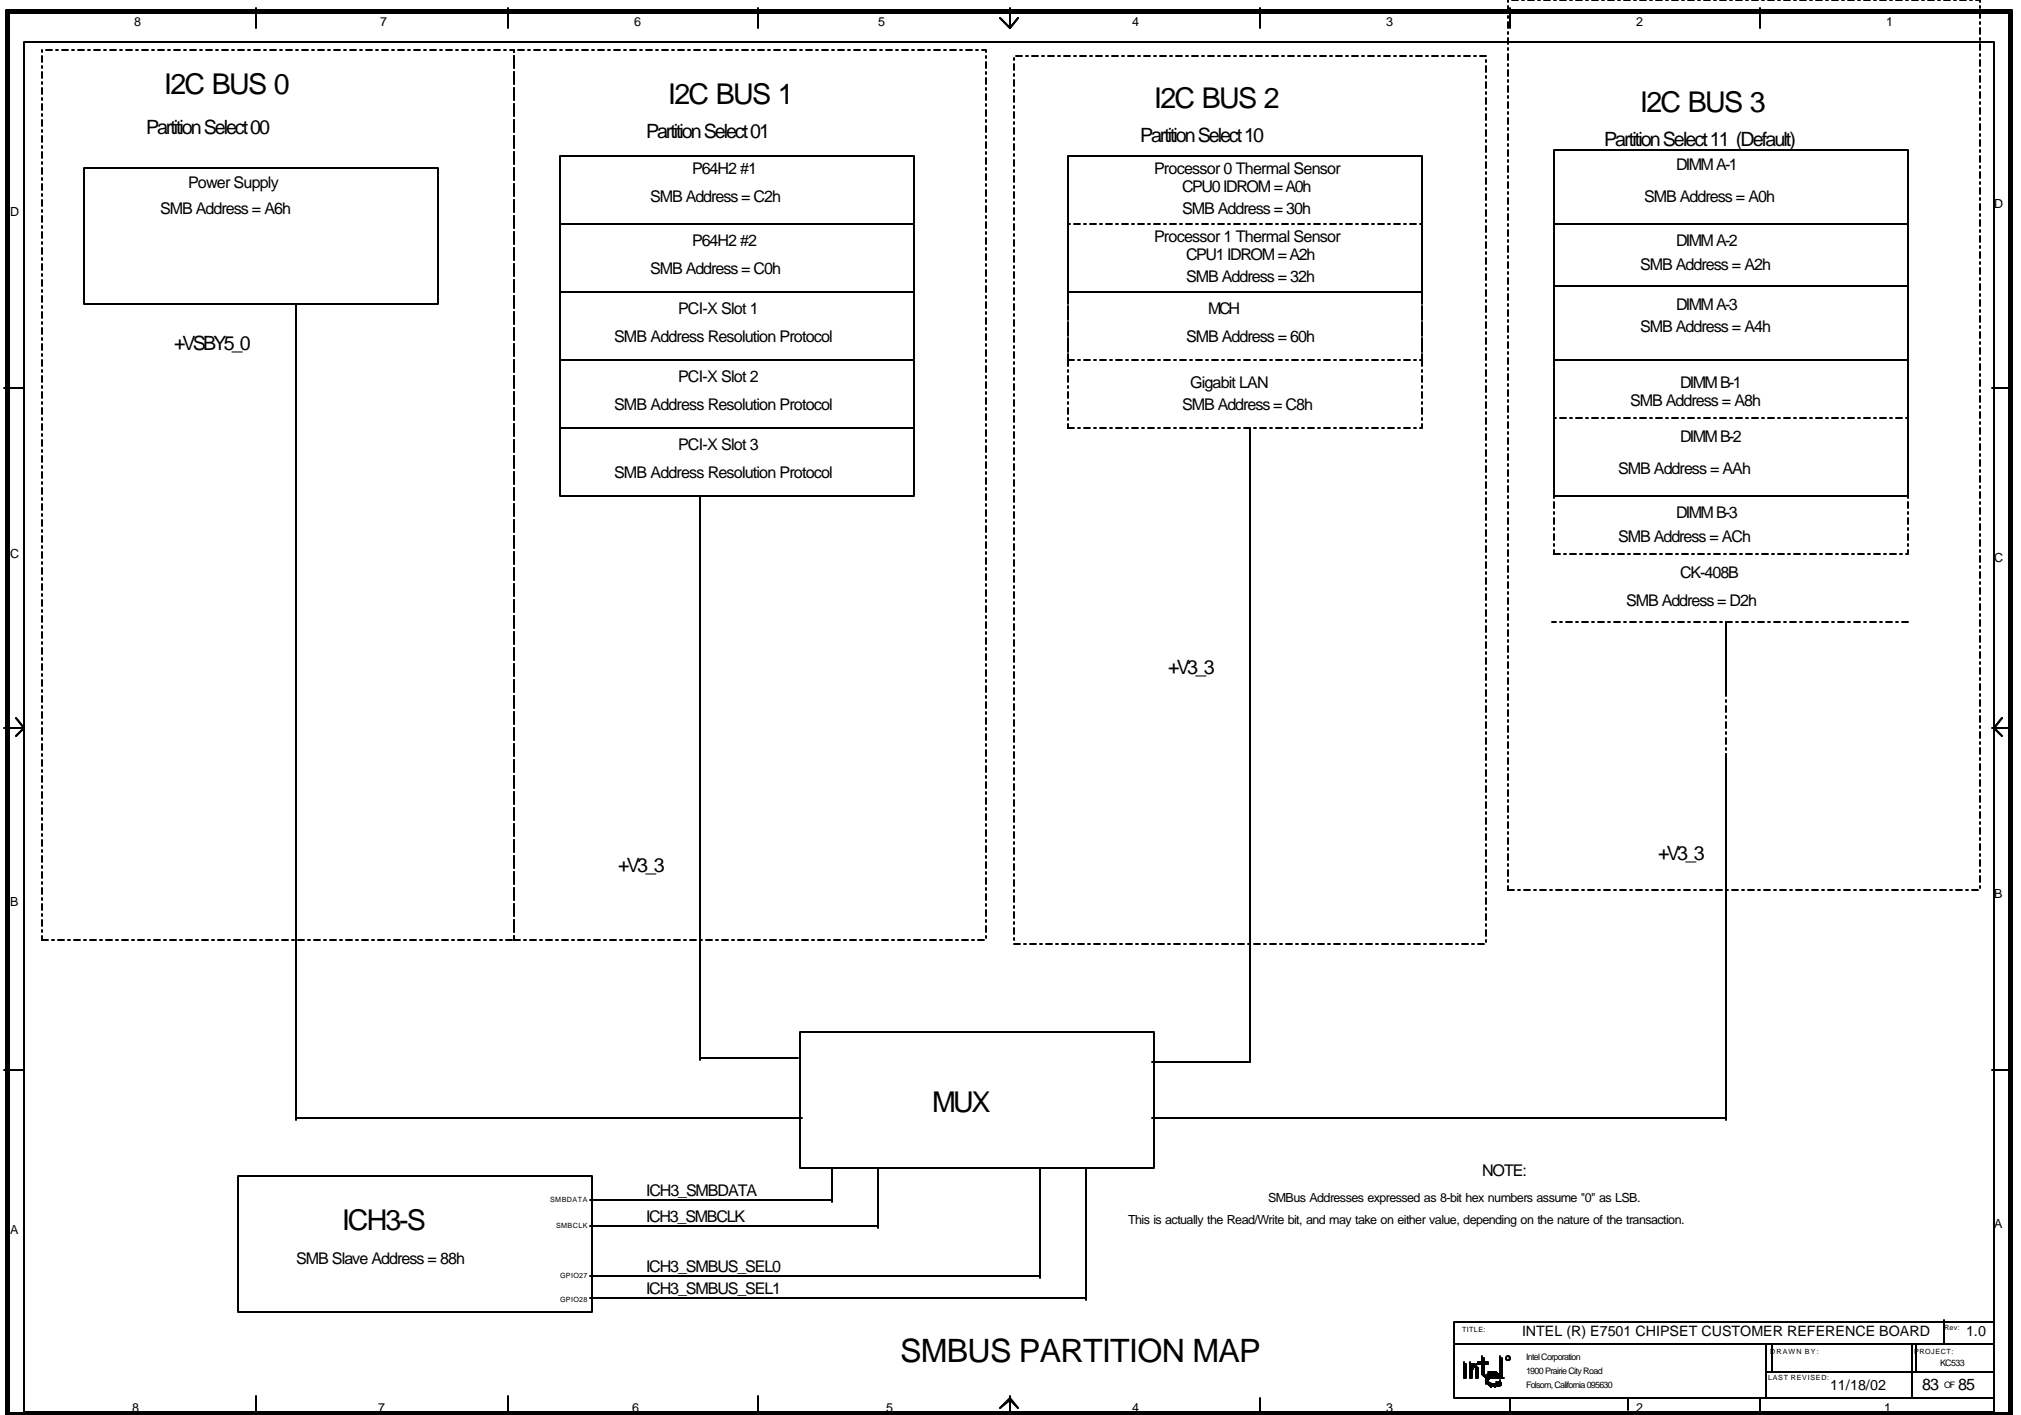 8 7 6 5 4 3 2 1
I2C BUS 0
Partition Select 00
Power Supply
SMB Address = A6h
+VSBY5_0
I2C BUS 1
Partition Select 01
P64H2 #1
SMB Address = C2h
P64H2 #2
SMB Address = C0h
PCI-X Slot 1
SMB Address Resolution Protocol
PCI-X Slot 2
SMB Address Resolution Protocol
PCI-X Slot 3
SMB Address Resolution Protocol
+V3_3
I2C BUS 2
Partition Select 10
Processor 0 Thermal Sensor
CPU0 IDROM = A0h
SMB Address = 30h
Processor 1 Thermal Sensor
CPU1 IDROM = A2h
SMB Address = 32h
MCH
SMB Address = 60h
Gigabit LAN
SMB Address = C8h
+V3_3
I2C BUS 3
Partition Select 11 (Default)
DIMM A-1
SMB Address = A0h
DIMM A-2
SMB Address = A2h
DIMM A-3
SMB Address = A4h
DIMM B-1
SMB Address = A8h
DIMM B-2
SMB Address = AAh
DIMM B-3
SMB Address = ACh
CK-408B
SMB Address = D2h
+V3_3
D D
C C
B B
A A
MUX
ICH3-S
SMB Slave Address = 88h
SMBDATA
SMBCLK
GPIO27
GPIO28
ICH3_SMBDATA
ICH3_SMBCLK
ICH3_SMBUS_SEL0
ICH3_SMBUS_SEL1
NOTE:
SMBus Addresses expressed as 8-bit hex numbers assume "0" as LSB.
This is actually the Read/Write bit, and may take on either value, depending on the nature of the transaction.
SMBUS PARTITION MAP
TITLE: INTEL (R) E7501 CHIPSET CUSTOMER REFERENCE BOARD Rev: 1.0
intel
Intel Corporation
1900 Prairie City Road
Folsom, California 095630
DRAWN BY:
PROJECT:
KC533
LAST REVISED: 11/18/02
83 OF 85
8 7 6 5 4 3 2 1